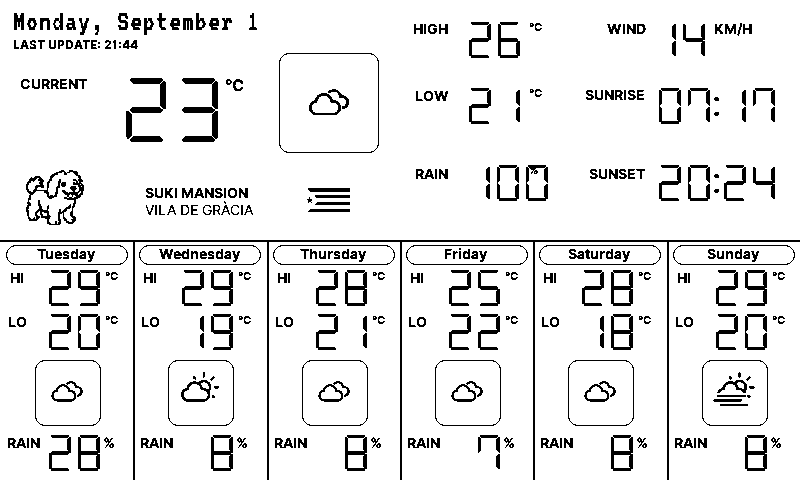 Monday, September 1
LAST UPDATE: 21:44
CURRENT 23 °C
SUKI MANSION
VILA DE GRÀCIA
HIGH 26 °C
LOW 21 °C
RAIN 100 %
WIND 14 KM/H
SUNRISE 07:17
SUNSET 20:24
Tuesday
HI 29 °C
LO 20 °C
RAIN 28 %
Wednesday
HI 29 °C
LO 19 °C
RAIN 8 %
Thursday
HI 28 °C
LO 21 °C
RAIN 8 %
Friday
HI 25 °C
LO 22 °C
RAIN 7 %
Saturday
HI 28 °C
LO 18 °C
RAIN 8 %
Sunday
HI 29 °C
LO 20 °C
RAIN 8 %